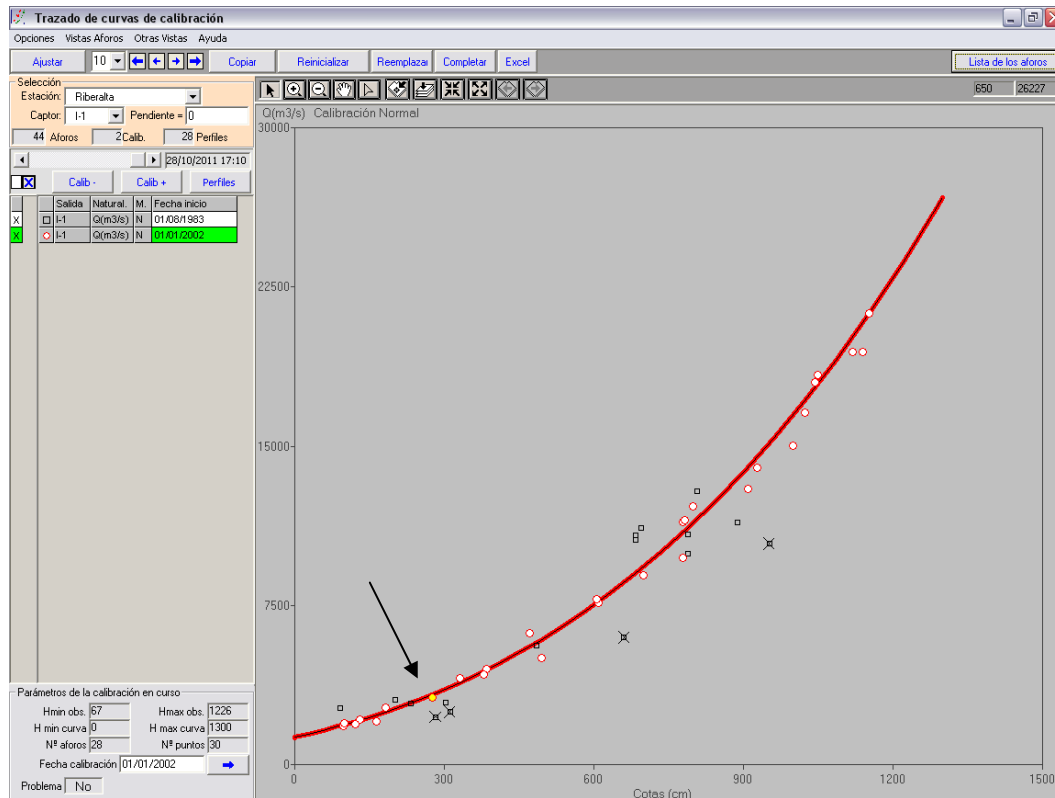 Trazado de curvas de calibración
Opciones Vistas Aforos Otras Vistas Ayuda
Ajustar 10 Copiar Reinicializar Reemplazar Completar Excel Lista de los aforos
Selección
Estación: Riberalta
Captor: I-1 Pendiente = 0
44 Aforos 2 Calib. 28 Perfiles
28/10/2011 17:10
Calib - Calib + Perfiles
Salida Natural. M. Fecha inicio
X I-1 Q(m3/s) N 01/08/1983
X I-1 Q(m3/s) N 01/01/2002
650 26227
Q(m3/s) Calibración Normal
30000
22500
15000
7500
0
0 300 600 900 1200 1500
Cotas (cm)
Parámetros de la calibración en curso
Hmin obs. 67 Hmax obs. 1226
H min curva 0 H max curva 1300
Nº aforos 28 Nº puntos 30
Fecha calibración 01/01/2002
Problema No